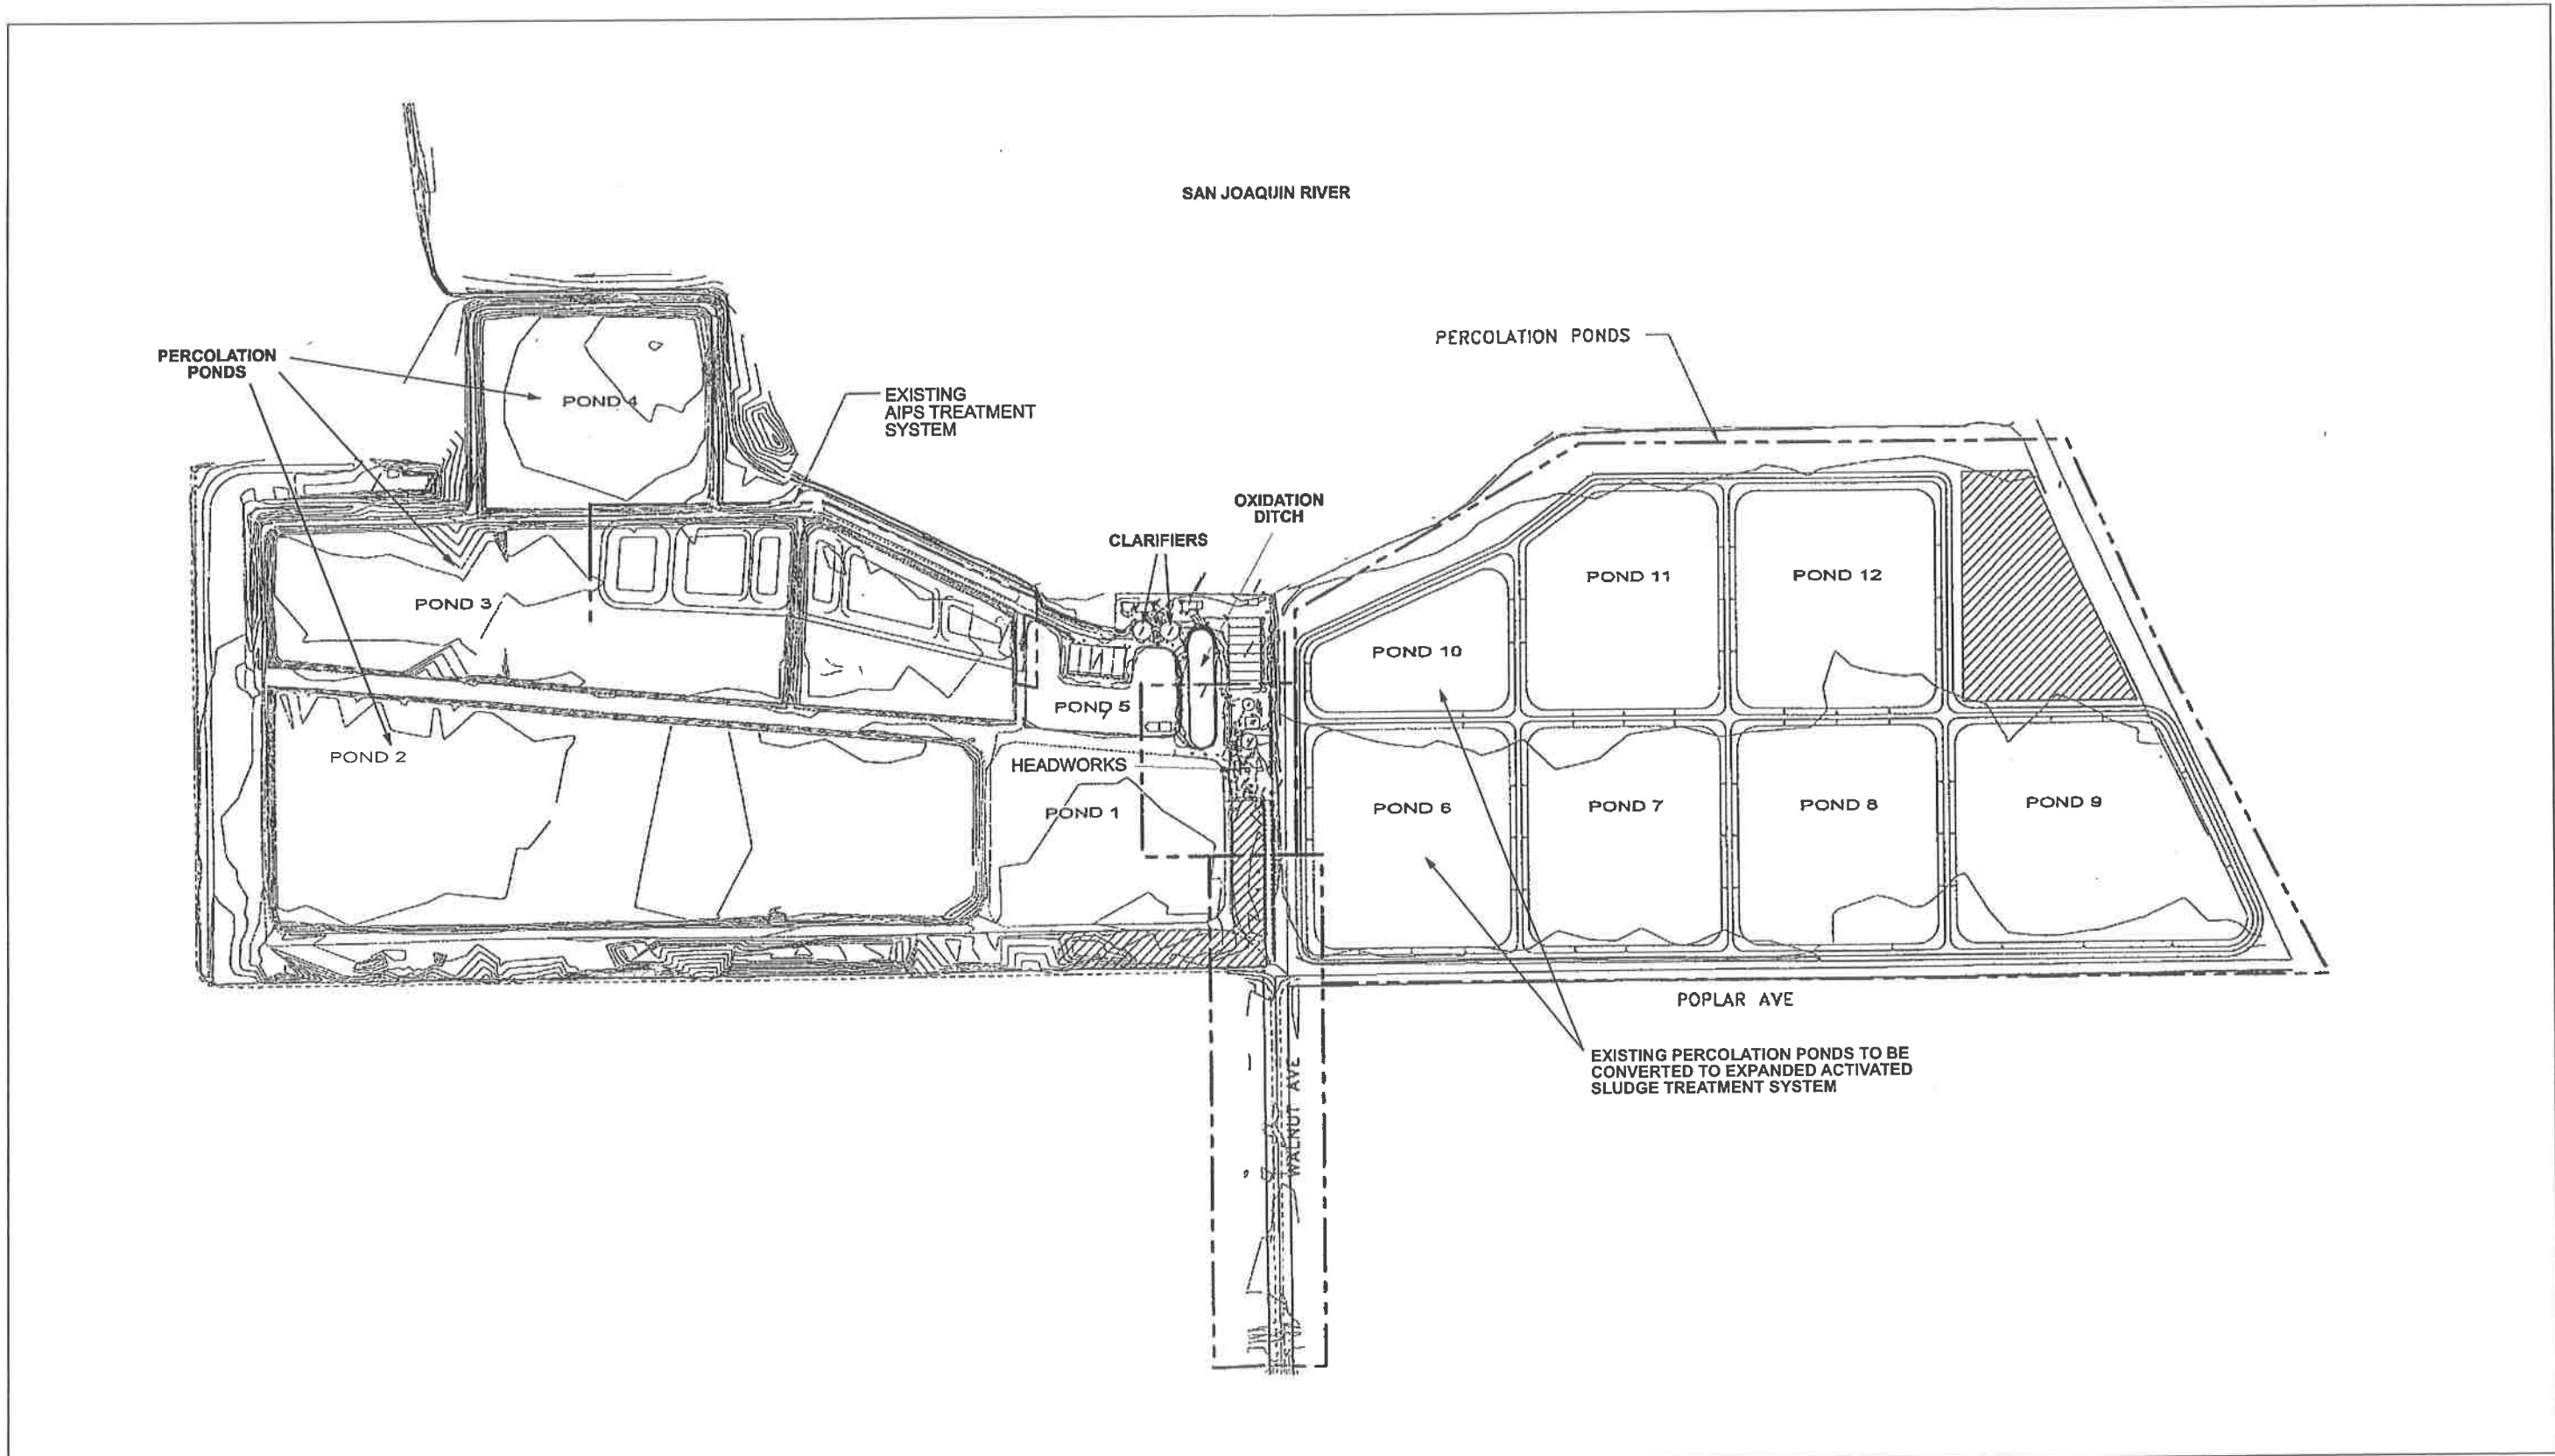 SAN JOAQUIN RIVER
PERCOLATION PONDS
PERCOLATION
PONDS
POND 4
EXISTING
AIPS TREATMENT
SYSTEM
OXIDATION
DITCH
CLARIFIERS
POND 3
POND 11
POND 12
POND 10
POND 5
POND 2
HEADWORKS
POND 1
POND 6
POND 7
POND 8
POND 9
POPLAR AVE
EXISTING PERCOLATION PONDS TO BE
CONVERTED TO EXPANDED ACTIVATED
SLUDGE TREATMENT SYSTEM
WALNUT AVE